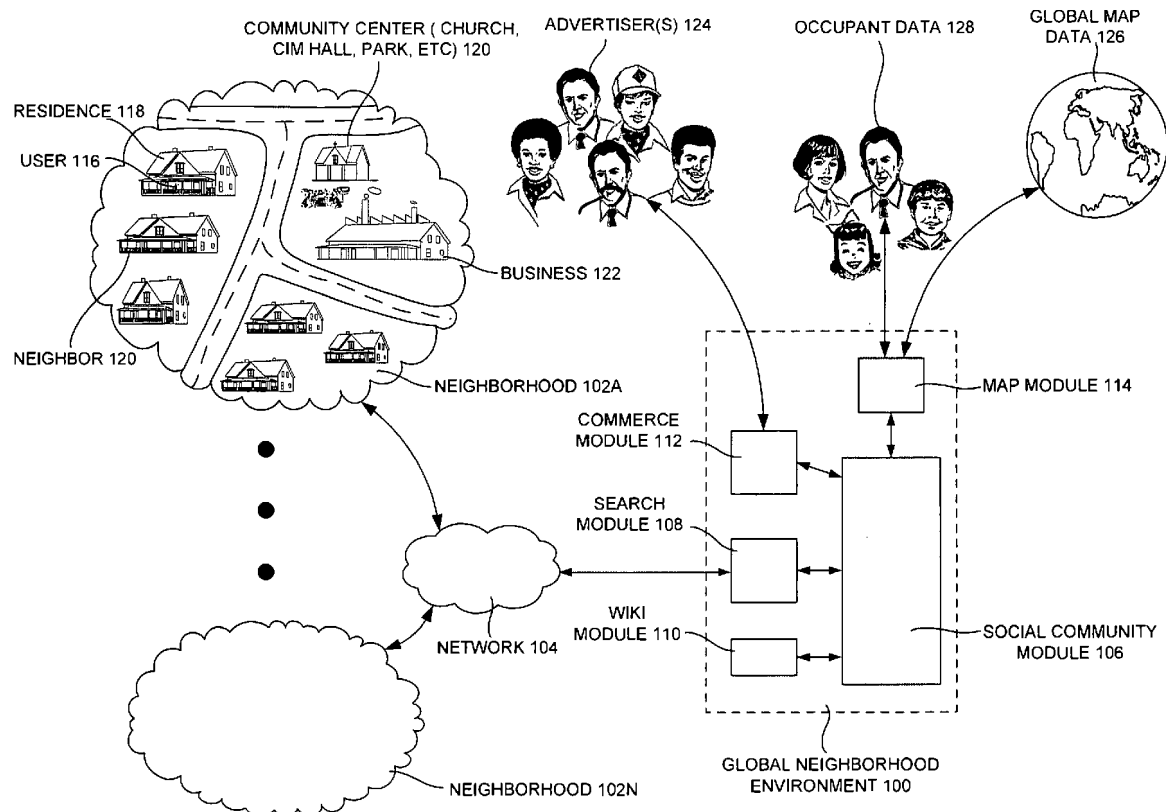 COMMUNITY CENTER ( CHURCH,
CIM HALL, PARK, ETC) 120
ADVERTISER(S) 124
OCCUPANT DATA 128
GLOBAL MAP
DATA 126
RESIDENCE 118
USER 116
BUSINESS 122
NEIGHBOR 120
NEIGHBORHOOD 102A
MAP MODULE 114
COMMERCE
MODULE 112
SEARCH
MODULE 108
WIKI
MODULE 110
NETWORK 104
SOCIAL COMMUNITY
MODULE 106
GLOBAL NEIGHBORHOOD
ENVIRONMENT 100
NEIGHBORHOOD 102N